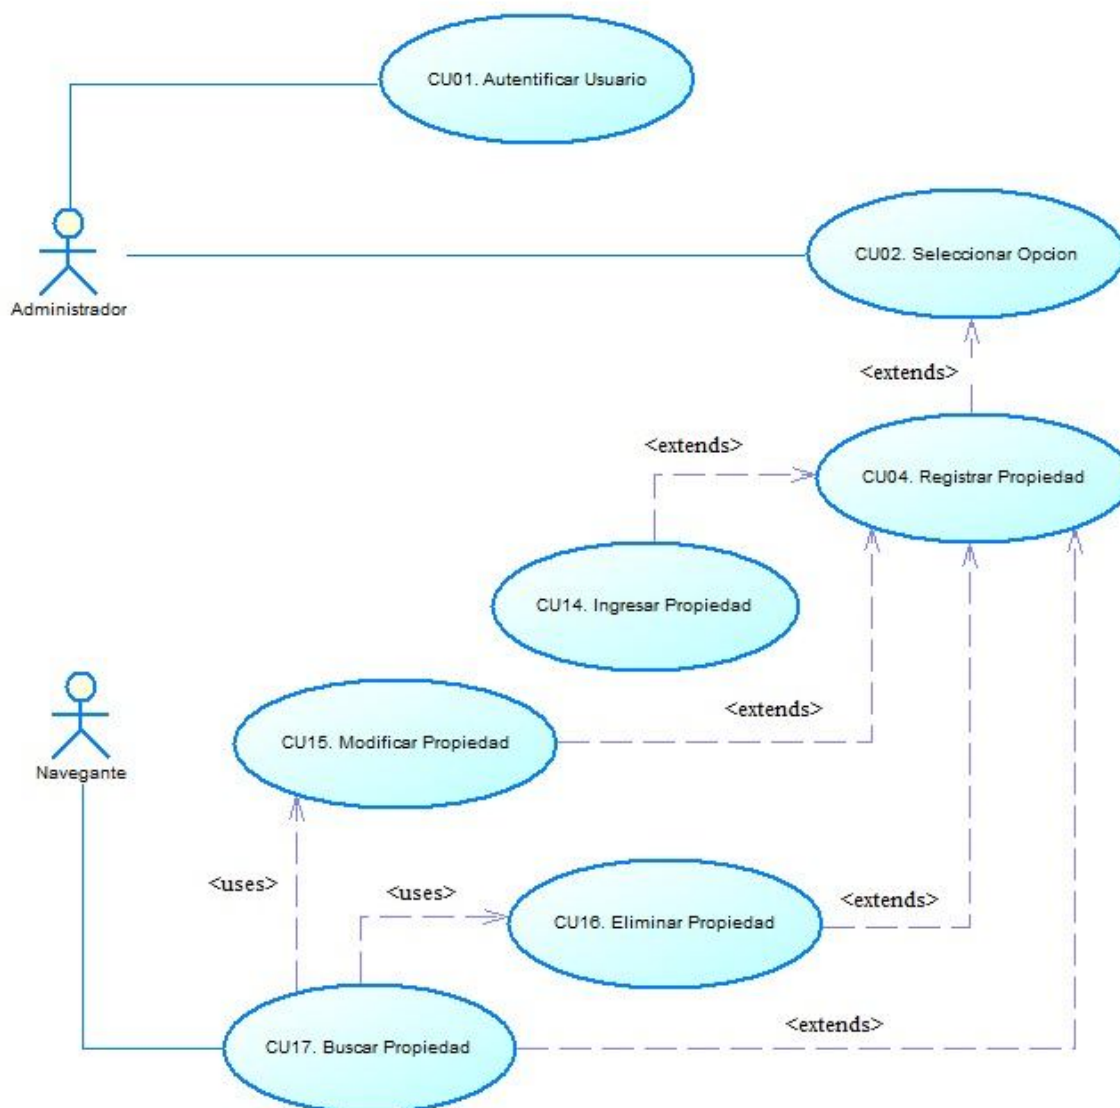 CU01. Autentificar Usuario
CU02. Seleccionar Opcion
Administrador
<extends>
<extends>
CU04. Registrar Propiedad
CU14. Ingresar Propiedad
<extends>
CU15. Modificar Propiedad
Navegante
<uses>
<uses>
<extends>
CU16. Eliminar Propiedad
<extends>
CU17. Buscar Propiedad